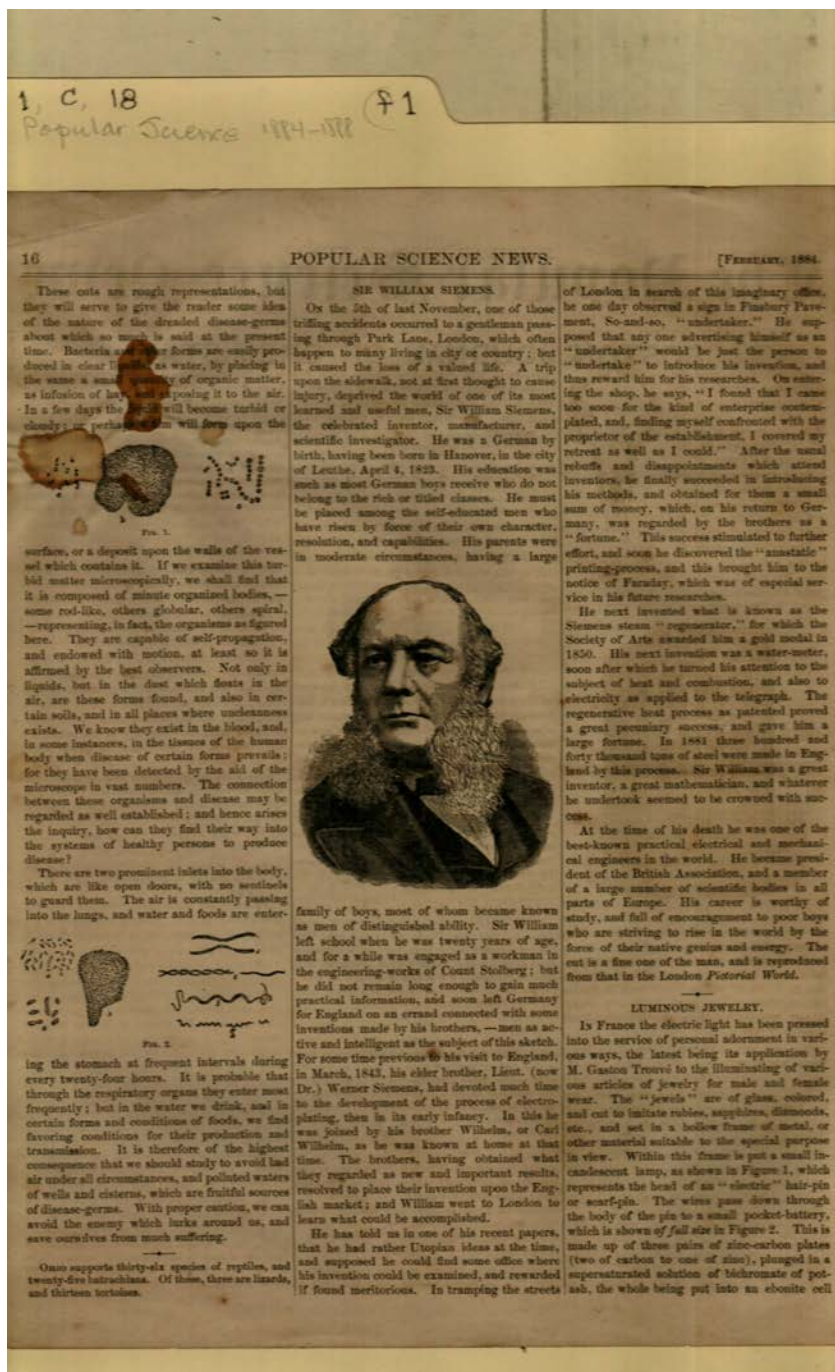 1, C, 18
f 1
Popular Science 1884-1888
16
POPULAR SCIENCE NEWS.
[FEBRUARY, 1884.
These cuts are rough representations, but
they will serve to give the reader some idea
of the nature of the dreaded disease-germs
about which so is said at the present
time. Bacteria forms are easily pro-
duced in clear as water, by placing in
the same a small of organic matter,
as infusion of exposing it to the air.
In a few days the will become turbid or
cloudy; or perhaps will form upon the
FIG. 1.
surface, or a deposit upon the walls of the ves-
sel which contains it. If we examine this tur-
bid matter microscopically, we shall find that
it is composed of minute organized bodies,—
some rod-like, others globular, others spiral,
—representing, in fact, the organisms as figured
here. They are capable of self-propagation,
and endowed with motion, at least so it is
affirmed by the best observers. Not only in
liquids, but in the dust which floats in the
air, are these forms found, and also in cer-
tain soils, and in all places where uncleanness
exists. We know they exist in the blood, and,
in some instances, in the tissues of the human
body when disease of certain forms prevails;
for they have been detected by the aid of the
microscope in vast numbers. The connection
between these organisms and disease may be
regarded as well established; and hence arises
the inquiry, how can they find their way into
the systems of healthy persons to produce
disease?
There are two prominent inlets into the body,
which are like open doors, with no sentinels
to guard them. The air is constantly passing
into the lungs, and water and foods are enter-
FIG. 2.
ing the stomach at frequent intervals during
every twenty-four hours. It is probable that
through the respiratory organs they enter most
frequently; but in the water we drink, and in
certain forms and conditions of foods, we find
favoring conditions for their production and
transmission. It is therefore of the highest
consequence that we should study to avoid bad
air under all circumstances, and polluted waters
of wells and cisterns, which are fruitful sources
of disease-germs. With proper caution, we can
avoid the enemy which lurks around us, and
save ourselves from much suffering.
OHIO supports thirty-six species of reptiles, and
twenty-five batrachians. Of these, three are lizards,
and thirteen tortoises.
SIR WILLIAM SIEMENS.
ON the 5th of last November, one of those
trifling accidents occurred to a gentleman pass-
ing through Park Lane, London, which often
happen to many living in city or country; but
it caused the loss of a valued life. A trip
upon the sidewalk, not at first thought to cause
injury, deprived the world of one of its most
learned and useful men, Sir William Siemens,
the celebrated inventor, manufacturer, and
scientific investigator. He was a German by
birth, having been born in Hanover, in the city
of Leuthe, April 4, 1823. His education was
such as most German boys receive who do not
belong to the rich or titled classes. He must
be placed among the self-educated men who
have risen by force of their own character,
resolution, and capabilities. His parents were
in moderate circumstances, having a large
family of boys, most of whom became known
as men of distinguished ability. Sir William
left school when he was twenty years of age,
and for a while was engaged as a workman in
the engineering-works of Count Stolberg; but
he did not remain long enough to gain much
practical information, and soon left Germany
for England on an errand connected with some
inventions made by his brothers,—men as ac-
tive and intelligent as the subject of this sketch.
For some time previous to his visit to England,
in March, 1843, his elder brother, Lieut. (now
Dr.) Werner Siemens, had devoted much time
to the development of the process of electro-
plating, then in its early infancy. In this he
was joined by his brother Wilhelm, or Carl
Wilhelm, as he was known at home at that
time. The brothers, having obtained what
they regarded as new and important results,
resolved to place their invention upon the Eng-
lish market; and William went to London to
learn what could be accomplished.
He has told us in one of his recent papers,
that he had rather Utopian ideas at the time,
and supposed he could find some office where
his invention could be examined, and rewarded
if found meritorious. In tramping the streets
of London in search of this imaginary office,
he one day observed a sign in Finsbury Pave-
ment, So-and-so, "undertaker." He sup-
posed that any one advertising himself as an
"undertaker" would be just the person to
"undertake" to introduce his invention, and
thus reward him for his researches. On enter-
ing the shop, he says, "I found that I came
too soon for the kind of enterprise contem-
plated, and, finding myself confronted with the
proprietor of the establishment, I covered my
retreat as well as I could." After the usual
rebuffs and disappointments which attend
inventors, he finally succeeded in introducing
his methods, and obtained for them a small
sum of money, which, on his return to Ger-
many, was regarded by the brothers as a
"fortune." This success stimulated to further
effort, and soon he discovered the "anastatic"
printing-process, and this brought him to the
notice of Faraday, which was of especial ser-
vice in his future researches.
He next invented what is known as the
Siemens steam "regenerator," for which the
Society of Arts awarded him a gold medal in
1850. His next invention was a water-meter,
soon after which he turned his attention to the
subject of heat and combustion, and also to
electricity as applied to the telegraph. The
regenerative heat process as patented proved
a great pecuniary success, and gave him a
large fortune. In 1881 three hundred and
forty thousand tons of steel were made in Eng-
land by this process. Sir William was a great
inventor, a great mathematician, and whatever
he undertook seemed to be crowned with suc-
cess.
At the time of his death he was one of the
best-known practical electrical and mechani-
cal engineers in the world. He became presi-
dent of the British Association, and a member
of a large number of scientific bodies in all
parts of Europe. His career is worthy of
study, and full of encouragement to poor boys
who are striving to rise in the world by the
force of their native genius and energy. The
cut is a fine one of the man, and is reproduced
from that in the London Pictorial World.
LUMINOUS JEWELRY.
IN France the electric light has been pressed
into the service of personal adornment in vari-
ous ways, the latest being its application by
M. Gaston Trouvé to the illuminating of vari-
ous articles of jewelry for male and female
wear. The "jewels" are of glass, colored,
and cut to imitate rubies, sapphires, diamonds,
etc., and set in a hollow frame of metal, or
other material suitable to the special purpose
in view. Within this frame is put a small in-
candescent lamp, as shown in Figure 1, which
represents the head of an "electric" hair-pin
or scarf-pin. The wires pass down through
the body of the pin to a small pocket-battery,
which is shown of full size in Figure 2. This is
made up of three pairs of zinc-carbon plates
(two of carbon to one of zinc), plunged in a
supersaturated solution of bichromate of pot-
ash, the whole being put into an ebonite cell